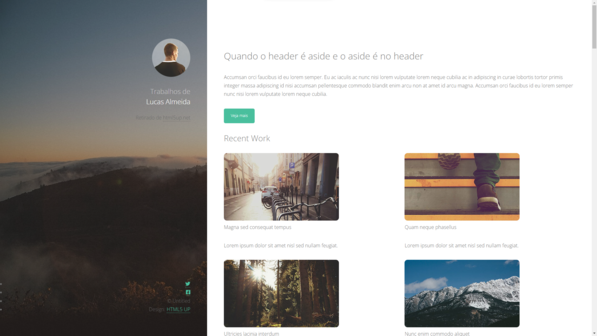 Trabalhos de
Lucas Almeida
Quando o header é aside e o aside é no header
Accumsan orci faucibus id eu lorem semper. Eu ac iaculis ac nunc nisi lorem vulputate lorem neque cubilia ac in adipiscing in curae lobortis tortor primis
integer massa adipiscing id nisi accumsan pellentesque commodo blandit enim arcu non at amet id arcu magna. Accumsan orci faucibus id eu lorem semper
nunc nisi lorem vulputate lorem neque cubilia.
Veja mais
Recent Work
Magna sed consequat tempus
Quam neque phasellus
Lorem ipsum dolor sit amet nisl sed nullam feugiat.
Lorem ipsum dolor sit amet nisl sed nullam feugiat.
Ultrices lacinia interdum
Nunc enim commodo aliquet
Design: HTML5 UP